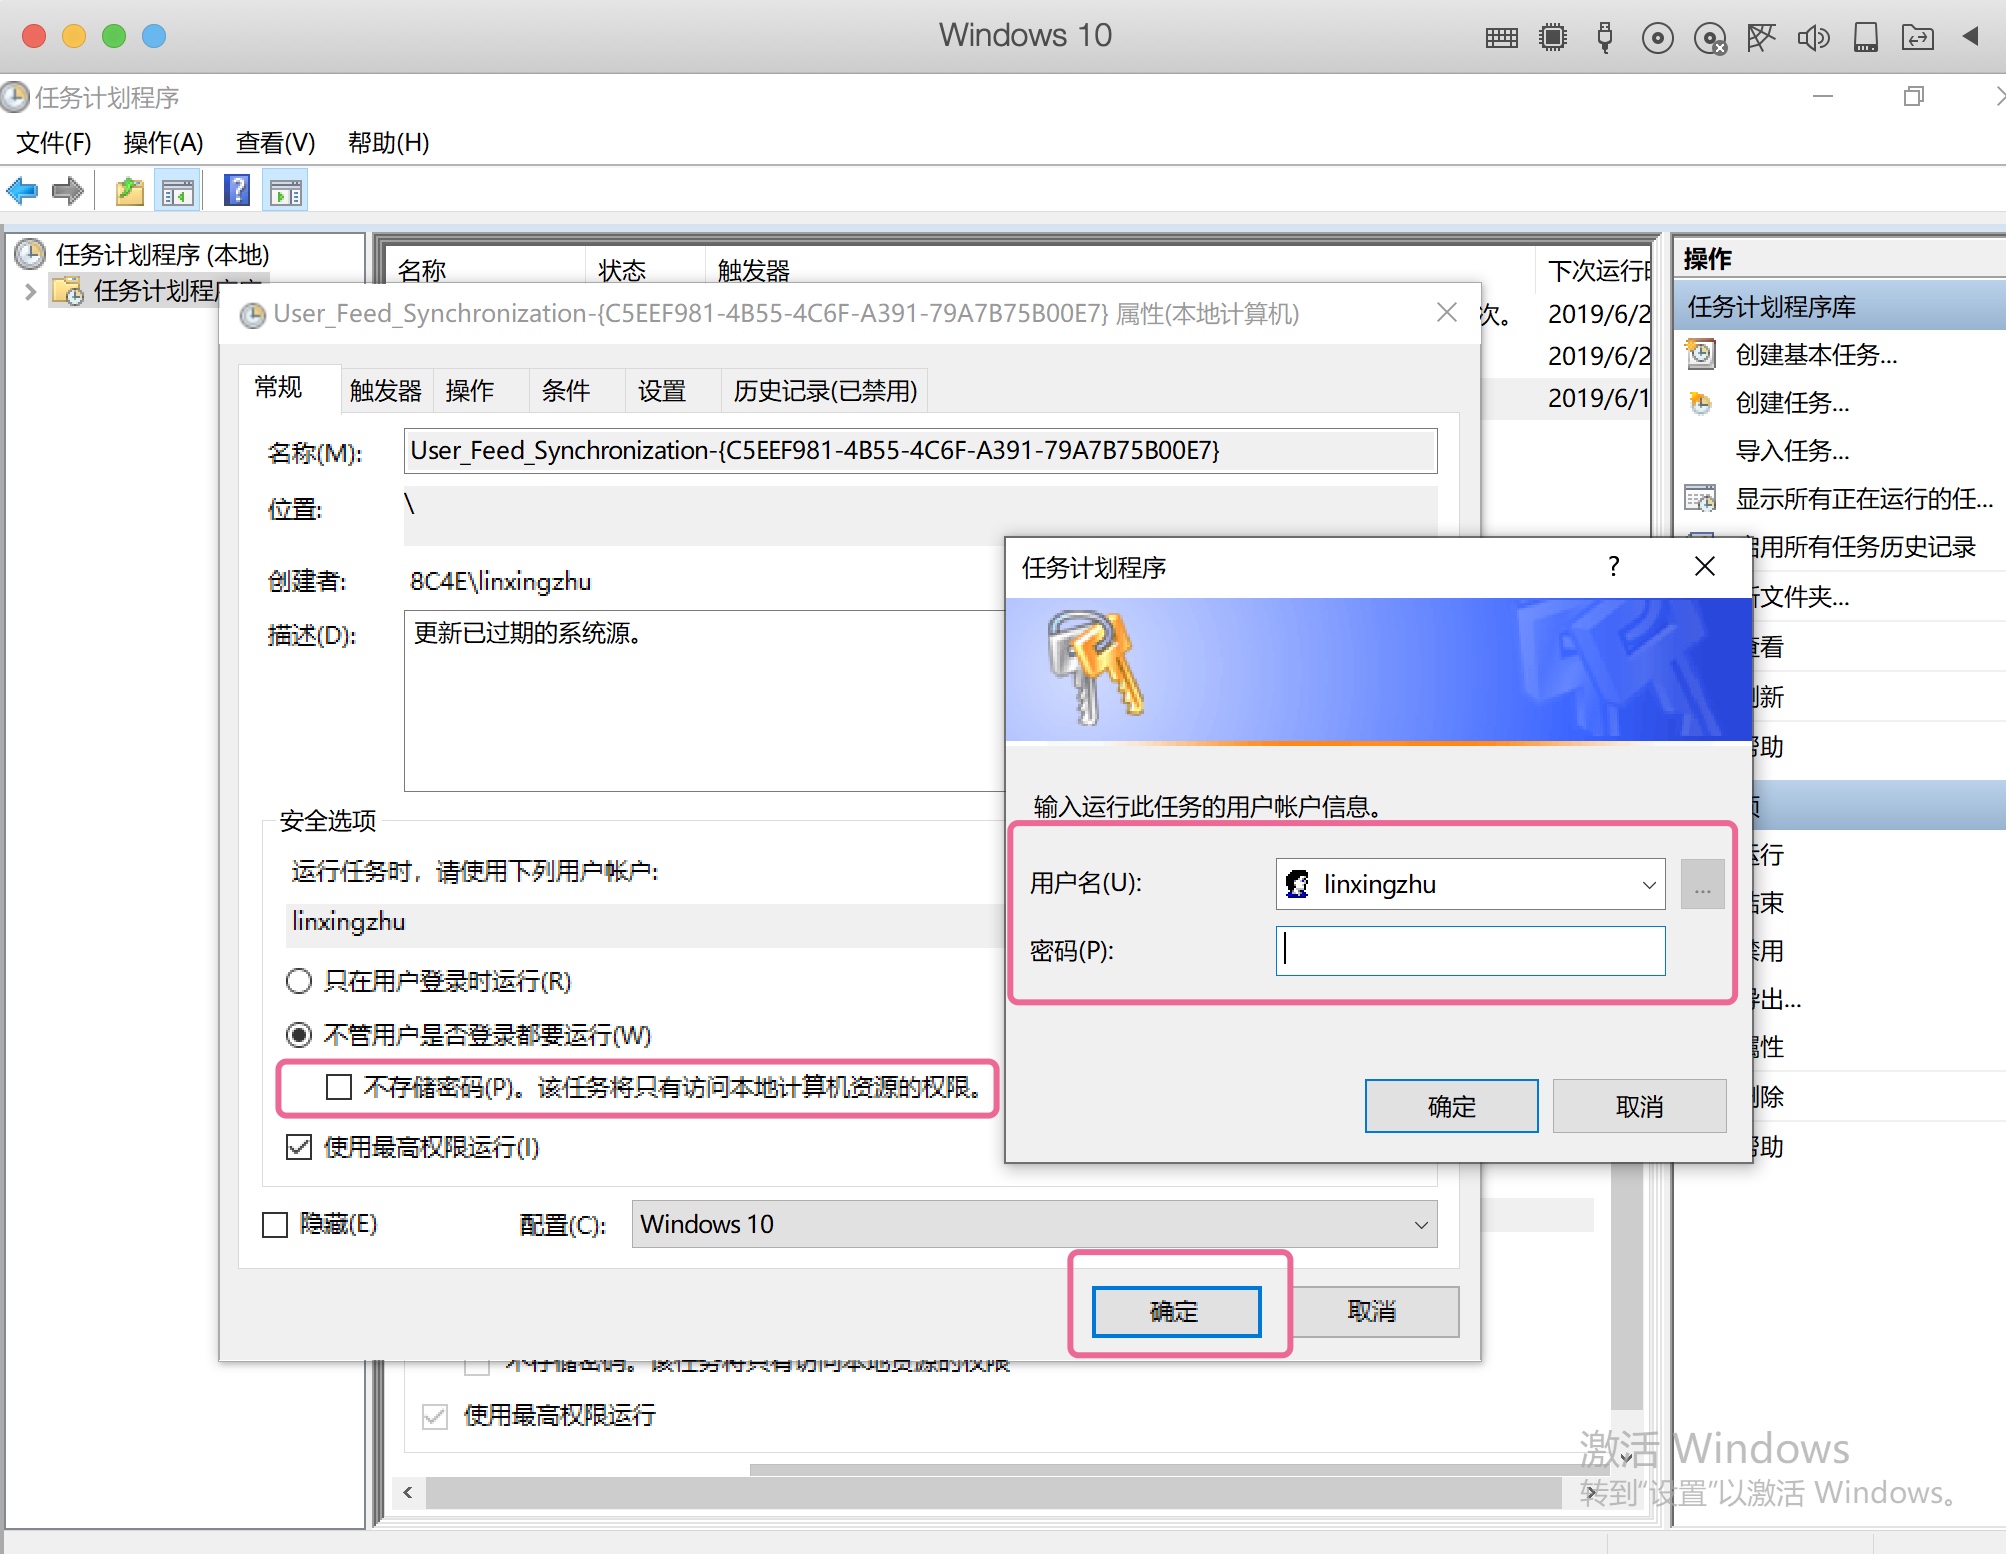 Windows 10
任务计划程序
文件(F) 操作(A) 查看(V) 帮助(H)
任务计划程序 (本地)
任务计划程序库
名称 状态 触发器 下次运行时
次。 2019/6/2
2019/6/2
2019/6/1
User_Feed_Synchronization-{C5EEF981-4B55-4C6F-A391-79A7B75B00E7} 属性(本地计算机)
常规 触发器 操作 条件 设置 历史记录(已禁用)
名称(M): User_Feed_Synchronization-{C5EEF981-4B55-4C6F-A391-79A7B75B00E7}
位置: \
创建者: 8C4E\linxingzhu
描述(D): 更新已过期的系统源。
安全选项
运行任务时，请使用下列用户帐户:
linxingzhu
只在用户登录时运行(R)
不管用户是否登录都要运行(W)
不存储密码(P)。该任务将只有访问本地计算机资源的权限。
使用最高权限运行(I)
隐藏(E) 配置(C): Windows 10
确定 取消
不存储密码。该任务将只有访问本地资源的权限
使用最高权限运行
任务计划程序 ?
输入运行此任务的用户帐户信息。
用户名(U): linxingzhu ...
密码(P):
确定 取消
操作
任务计划程序库
创建基本任务...
创建任务...
导入任务...
显示所有正在运行的任...
启用所有任务历史记录
新文件夹...
查看
刷新
帮助
项
运行
结束
禁用
导出...
属性
删除
帮助
激活 Windows
转到“设置”以激活 Windows。